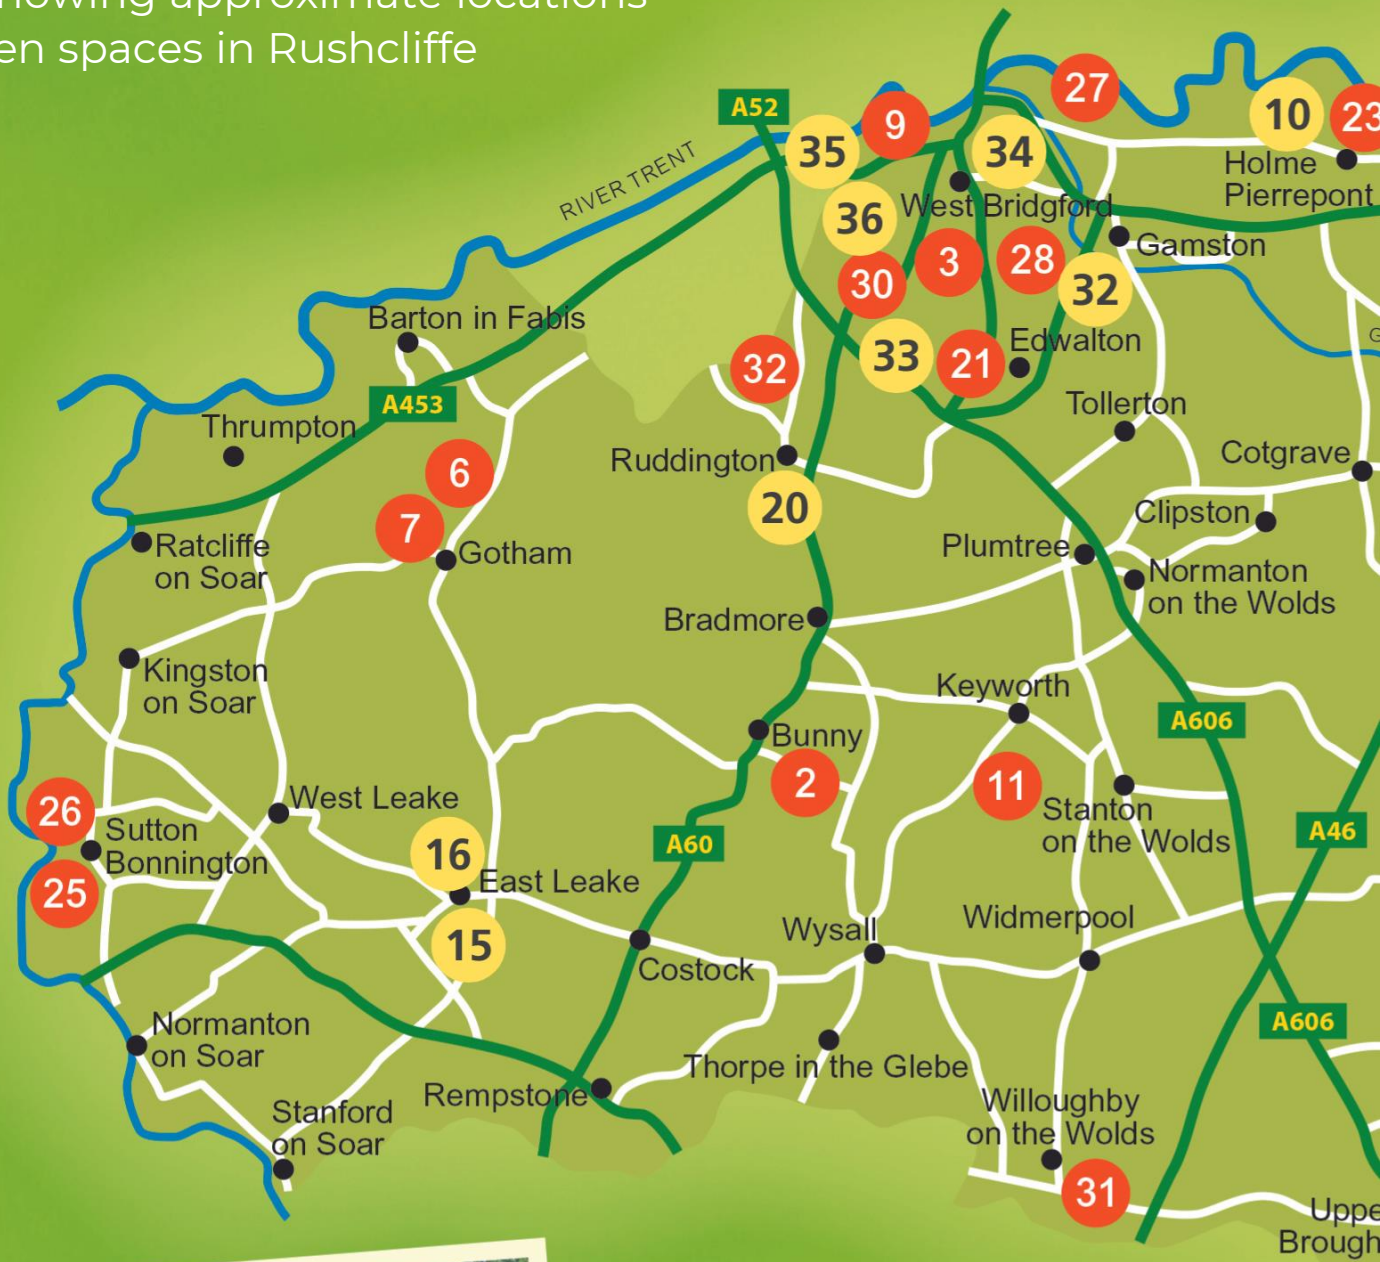 locations
spaces in Rushcliffe
A52
27
10
23
9
35
34
Holme
Pierrepont
RIVER TRENT
36
West Bridgford
Gamston
3
28
30
32
Barton in Fabis
33
21
Edwalton
32
A453
Tollerton
Thrumpton
Cotgrave
Ruddington
6
20
Clipston
7
Ratcliffe
on Soar
Gotham
Plumtree
Normanton
on the Wolds
Bradmore
Kingston
on Soar
Keyworth
A606
Bunny
2
11
West Leake
Stanton
on the Wolds
26
Sutton
Bonnington
A46
A60
16
25
East Leake
15
Wysall
Widmerpool
Costock
A606
Normanton
on Soar
Thorpe in the Glebe
Rempstone
Stanford
on Soar
Willoughby
on the Wolds
31